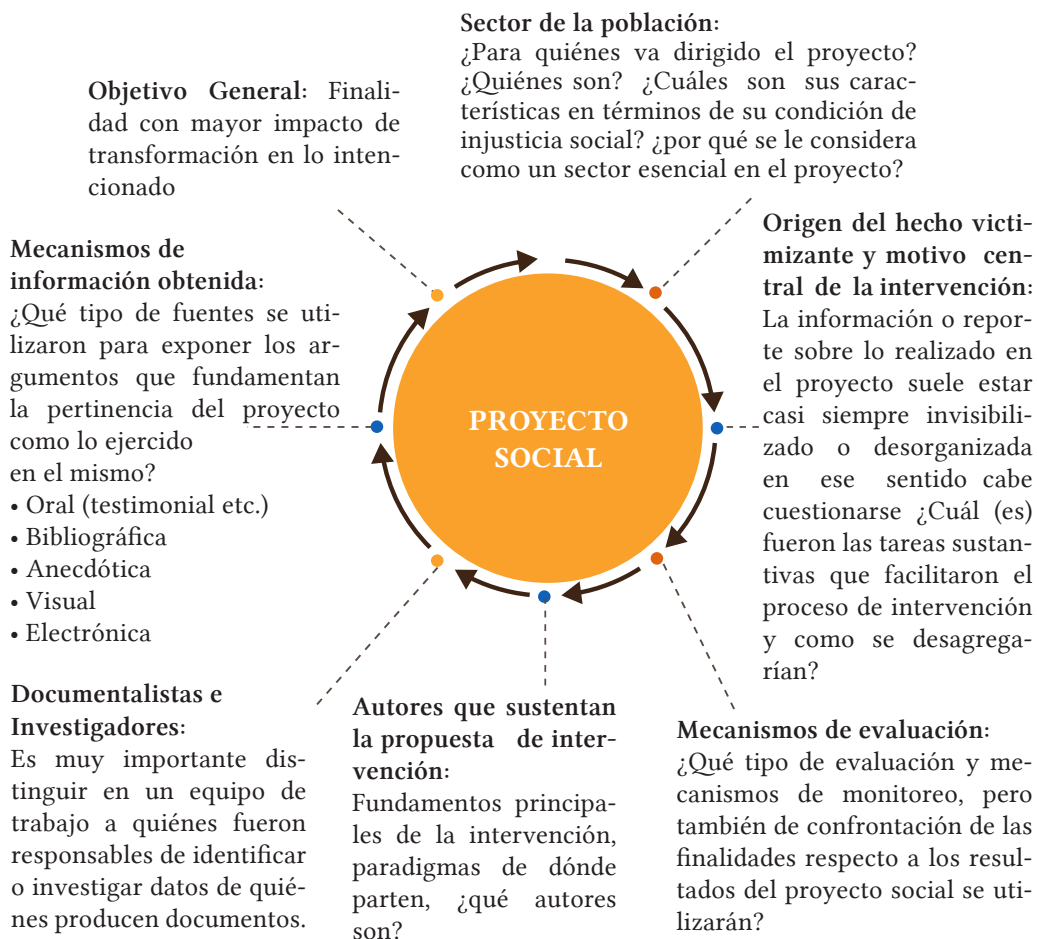 Objetivo General: Finali-
dad con mayor impacto de
transformación en lo inten-
cionado
Sector de la población:
¿Para quiénes va dirigido el proyecto?
¿Quiénes son? ¿Cuáles son sus carac-
terísticas en términos de su condición de
injusticia social? ¿por qué se le considera
como un sector esencial en el proyecto?
Origen del hecho victi-
mizante y motivo cen-
tral de la intervención:
La información o repor-
te sobre lo realizado en
el proyecto suele estar
casi siempre invisibili-
zado o desorganizada
en ese sentido cabe
cuestionarse ¿Cuál (es)
fueron las tareas sustan-
tivas que facilitaron el
proceso de intervención
y como se desagrega-
rían?
Mecanismos de evaluación:
¿Qué tipo de evaluación y me-
canismos de monitoreo, pero
también de confrontación de las
finalidades respecto a los resul-
tados del proyecto social se uti-
lizarán?
Autores que sustentan
la propuesta de inter-
vención:
Fundamentos principa-
les de la intervención,
paradigmas de dónde
parten, ¿qué autores
son?
Documentalistas e
Investigadores:
Es muy importante dis-
tinguir en un equipo de
trabajo a quiénes fueron
responsables de identificar
o investigar datos de quié-
nes producen documentos.
Mecanismos de
información obtenida:
¿Qué tipo de fuentes se uti-
lizaron para exponer los ar-
gumentos que fundamentan
la pertinencia del proyecto
como lo ejercido
en el mismo?
• Oral (testimonial etc.)
• Bibliográfica
• Anecdótica
• Visual
• Electrónica
PROYECTO
SOCIAL